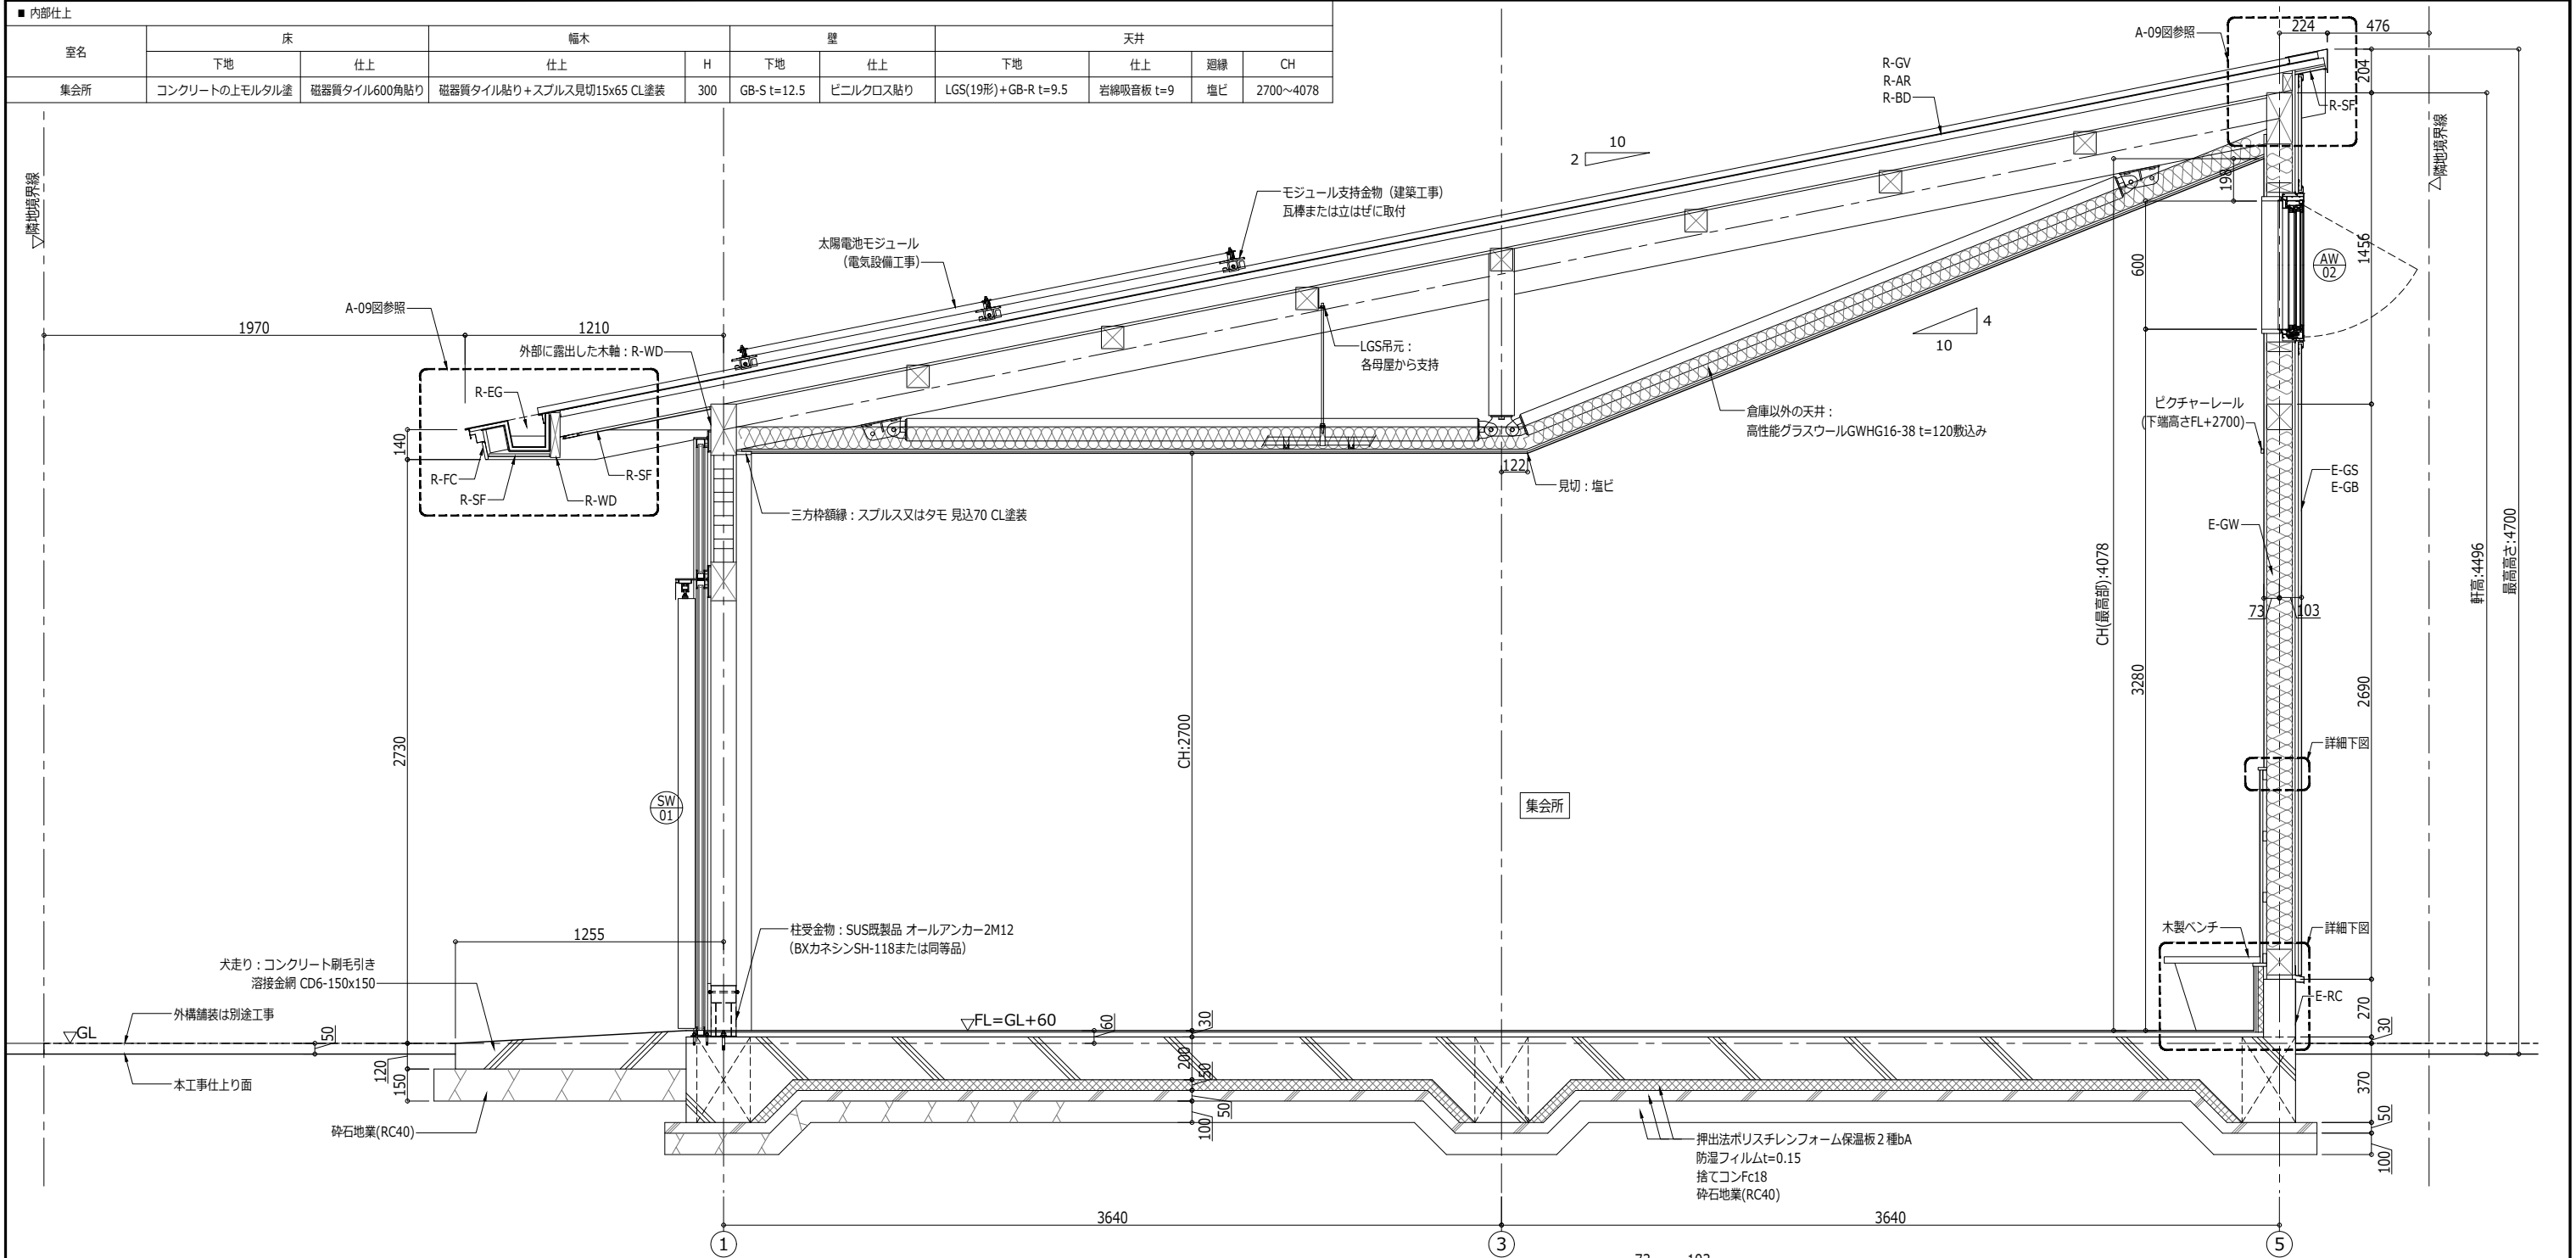 ■ 内部仕上
室名
床
幅木
壁
天井
下地
仕上
仕上
H
下地
仕上
下地
仕上
廻縁
CH
集会所
コンクリートの上モルタル塗
磁器質タイル600角貼り
磁器質タイル貼り+スプルス見切15x65 CL塗装
300
GB-S t=12.5
ビニルクロス貼り
LGS(19形)+GB-R t=9.5
岩綿吸音板 t=9
塩ビ
2700~4078
224
476
A-09図参照
204
R-GV
R-AR
R-BD
R-SF
隣地境界線
隣地境界線
10
2
198
モジュール支持金物(建築工事)
瓦棒または立はぜに取付
太陽電池モジュール
(電気設備工事)
600
1456
AW
02
A-09図参照
1970
1210
外部に露出した木軸:R-WD
LGS吊元:
各母屋から支持
4
10
R-EG
140
R-FC
R-SF
R-WD
R-SF
倉庫以外の天井:
高性能グラスウールGWHG16-38 t=120敷込み
ピクチャーレール
(下端高さFL+2700)
122
見切:塩ビ
三方枠額縁:スプルス又はタモ 見込70 CL塗装
E-GS
E-GB
E-GW
CH(最高部):4078
軒高:4496
最高高さ:4700
73
103
2730
CH:2700
3280
2690
詳細下図
SW
01
集会所
1255
柱受金物:SUS既製品 オールアンカー2M12
(BXカネシンSH-118または同等品)
木製ベンチ
詳細下図
犬走り:コンクリート刷毛引き
溶接金網 CD6-150x150
E-RC
外構舗装は別途工事
▽GL
50
▽FL=GL+60
60
30
270
30
120
150
本工事仕上り面
200
50
50
100
370
50
100
砕石地業(RC40)
押出法ポリスチレンフォーム保温板2種bA
防湿フィルムt=0.15
捨てコンFc18
砕石地業(RC40)
3640
3640
1
3
5
73
103